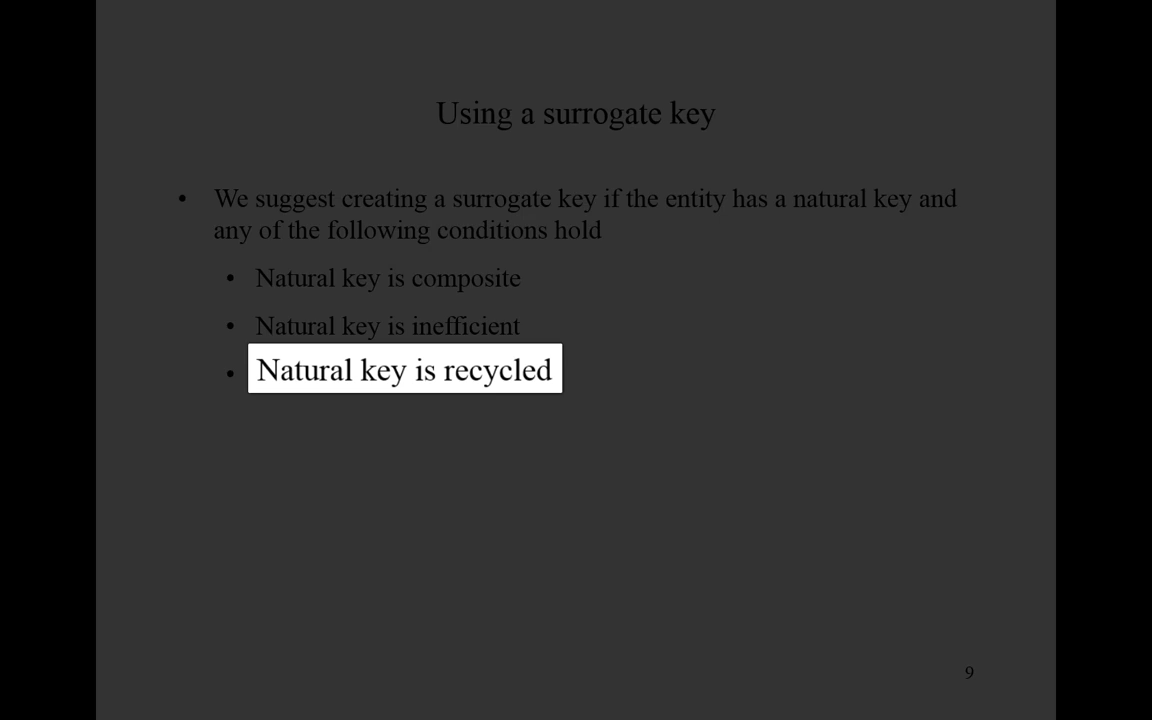 Using a surrogate key
• We suggest creating a surrogate key if the entity has a natural key and
any of the following conditions hold
• Natural key is composite
• Natural key is inefficient
• Natural key is recycled
9